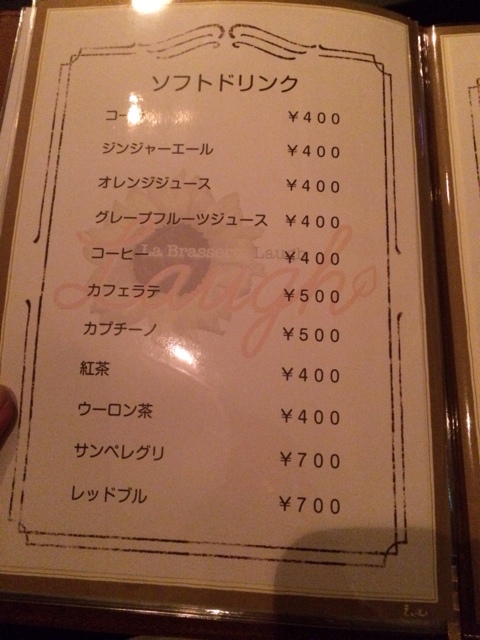 ソフトドリンク
¥400
ジンジャーエール ¥400
オレンジジュース ¥400
グレープフルーツジュース ¥400
コーヒー ¥400
La Brasserie Laugh
Laugh
カフェラテ ¥500
カプチーノ ¥500
紅茶 ¥400
ウーロン茶 ¥400
サンペレグリ ¥700
レッドブル ¥700